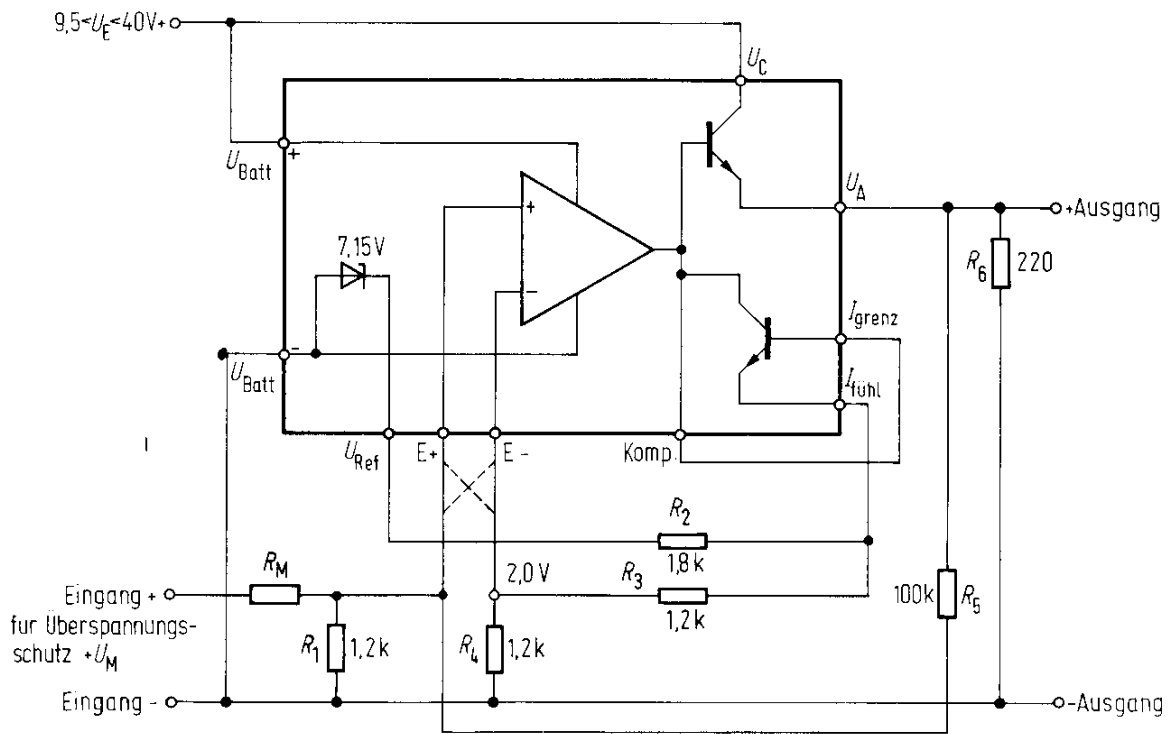 9,5<U_E<40V+
U_C
U_Batt
+
U_A
+Ausgang
7,15V
+
−
R_6 220
I_grenz
−
U_Batt
I_fühl
U_Ref
E+
E−
Komp.
R_2
1,8k
R_M
2,0V
R_3
1,2k
100k R_5
Eingang +
für Überspannungs-
schutz +U_M
R_1 1,2k
R_4 1,2k
Eingang -
-Ausgang